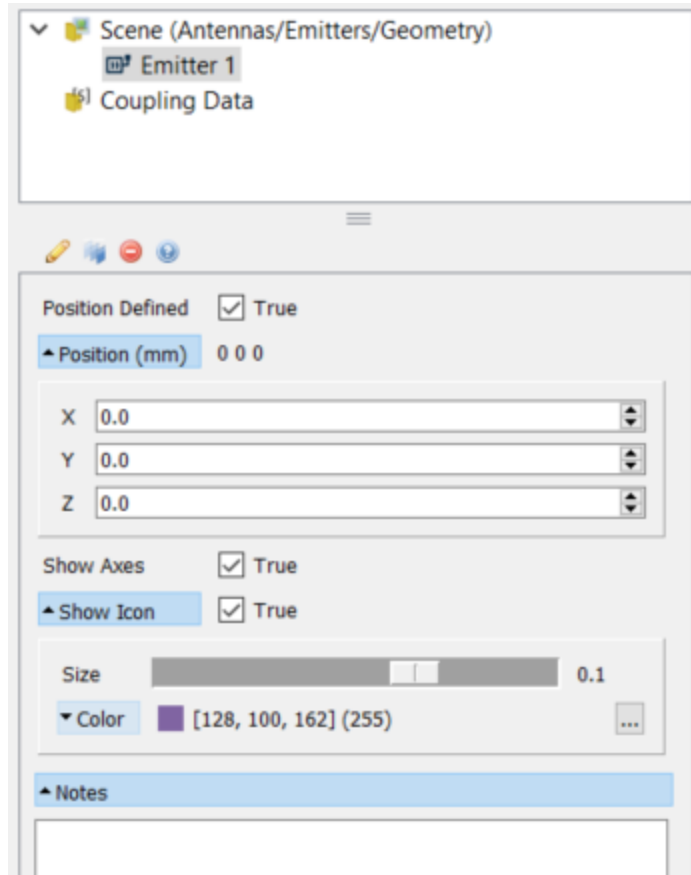 Scene (Antennas/Emitters/Geometry)
Emitter 1
Coupling Data
Position Defined True
Position (mm) 0 0 0
X 0.0
Y 0.0
Z 0.0
Show Axes True
Show Icon True
Size 0.1
Color [128, 100, 162] (255)
...
Notes